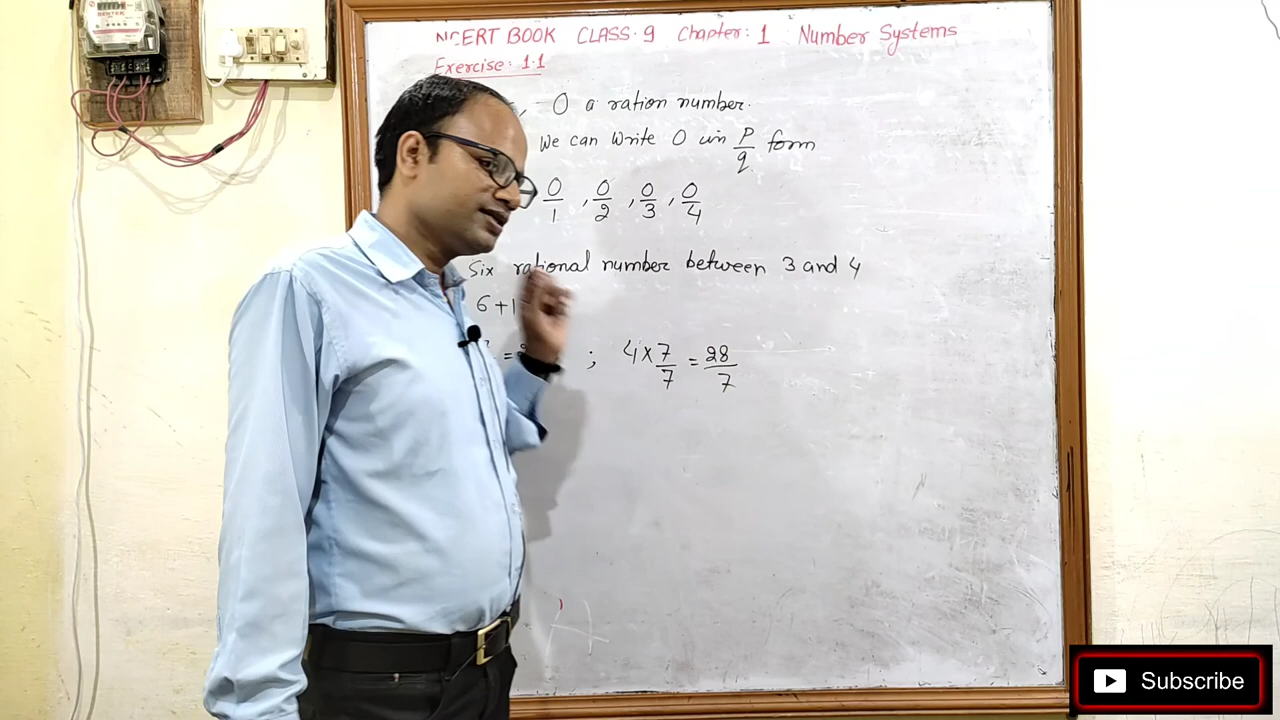 NCERT BOOK CLASS·9 Chapter: 1 Number Systems
Exercise: 1.1
, - 0 a ration number.
We can write 0 in p/q form
0/1, 0/2, 0/3, 0/4
Six rational number between 3 and 4
6+1
= ; 4×7/7 = 28/7
Subscribe